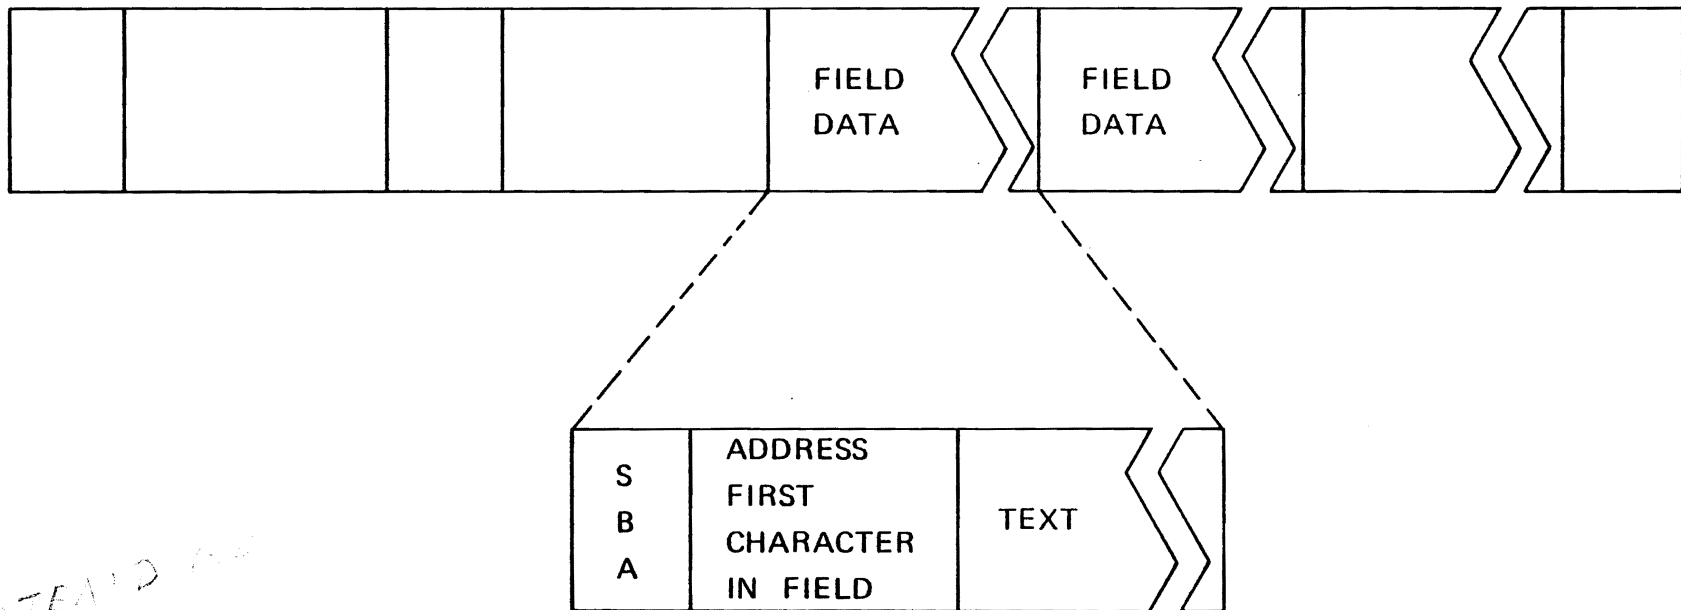 FIELD
DATA
FIELD
DATA
S
B
A
ADDRESS
FIRST
CHARACTER
IN FIELD
TEXT